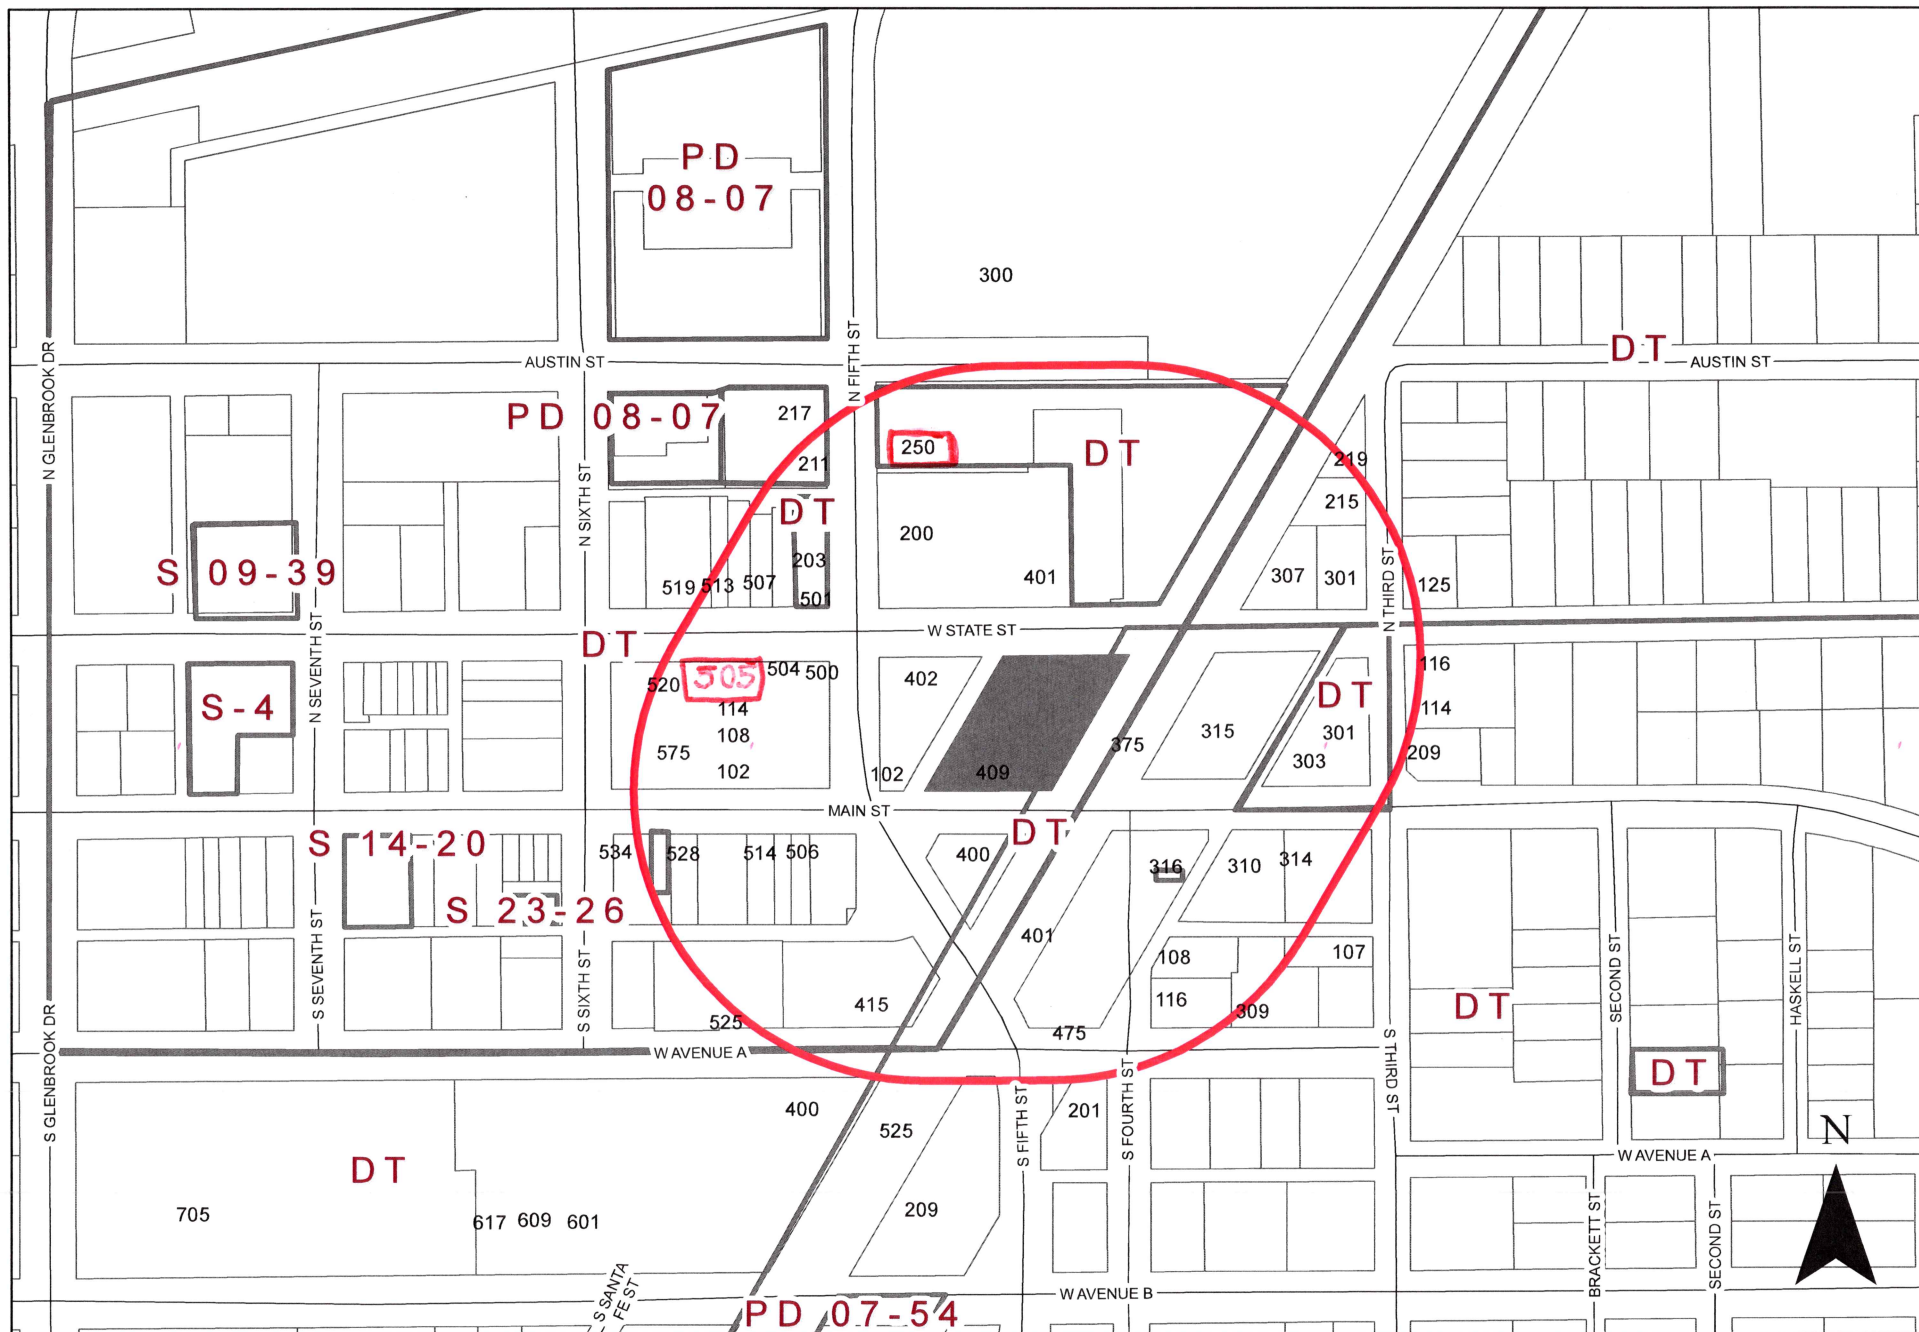 PD
08-07
300
N GLENBROOK DR
AUSTIN ST
N FIFTH ST
DT
AUSTIN ST
PD 08-07
217
211
250
DT
219
215
N SIXTH ST
DT
203
501
519
513
507
200
401
307
301
125
N THIRD ST
S 09-39
N SEVENTH ST
DT
W STATE ST
S-4
520
505
504
500
114
108
575
102
402
102
409
375
315
DT
301
303
116
114
209
MAIN ST
S 14-20
S 23-26
534
528
514
506
400
DT
316
310
314
401
108
107
116
309
415
525
475
S SEVENTH ST
S SIXTH ST
W AVENUE A
S GLENBROOK DR
S FIFTH ST
S FOURTH ST
S THIRD ST
DT
SECOND ST
HASKELL ST
DT
N
W AVENUE A
400
525
201
209
DT
705
617
609
601
S SANTA
FE ST
PD 07-54
W AVENUE B
BRACKETT ST
SECOND ST